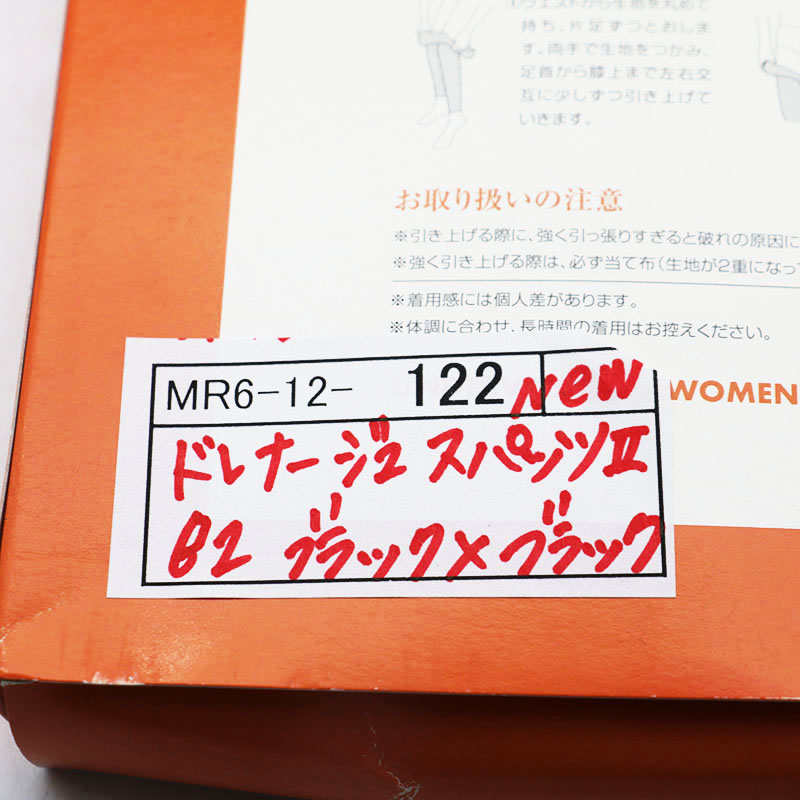 ③ウエストから生地を丸めて
持ち、片足ずつとおしま
す。両手で生地をつかみ、
足首から膝上まで左右交
互に少しずつ引き上げて
いきます。
お取り扱いの注意
※引き上げる際に、強く引っ張りすぎると破れの原因に
※強く引き上げる際は、必ず当て布(生地が2重になっ
※着用感には個人差があります。
※体調に合わせ、長時間の着用はお控えください。
WOMEN
MR6-12- 122 New
ドレナージ2 スパッツⅡ
B2 ブラック×ブラック